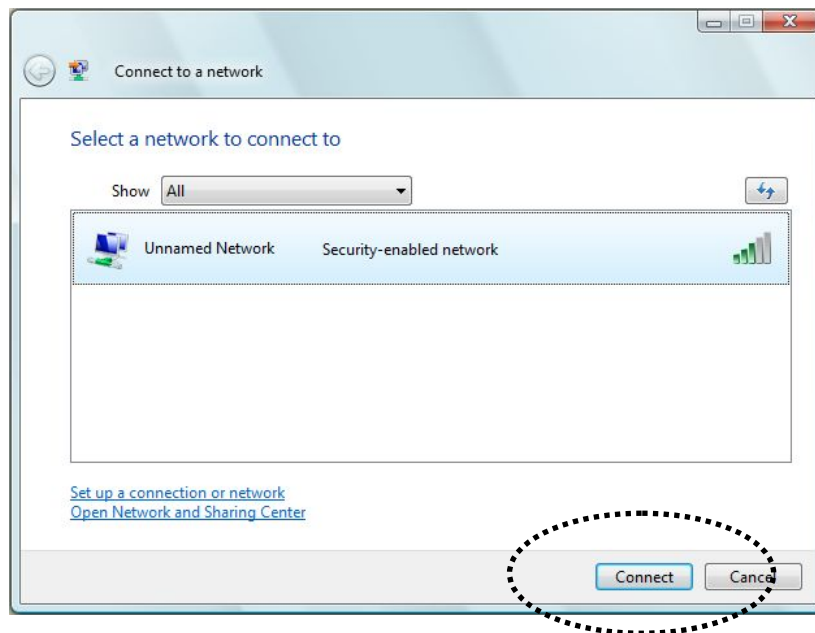 Connect to a network
Select a network to connect to
Show All
Unnamed Network Security-enabled network
Set up a connection or network
Open Network and Sharing Center
Connect Cancel